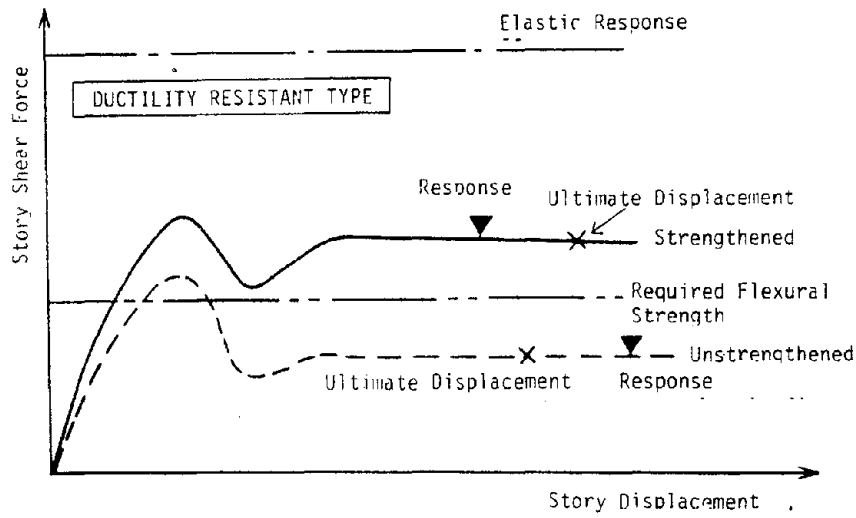 Elastic Response
DUCTILITY RESISTANT TYPE
Story Shear Force
Response
Ultimate Displacement
Strengthened
Required Flexural
Strength
Unstrengthened
Ultimate Displacement
Response
Story Displacement